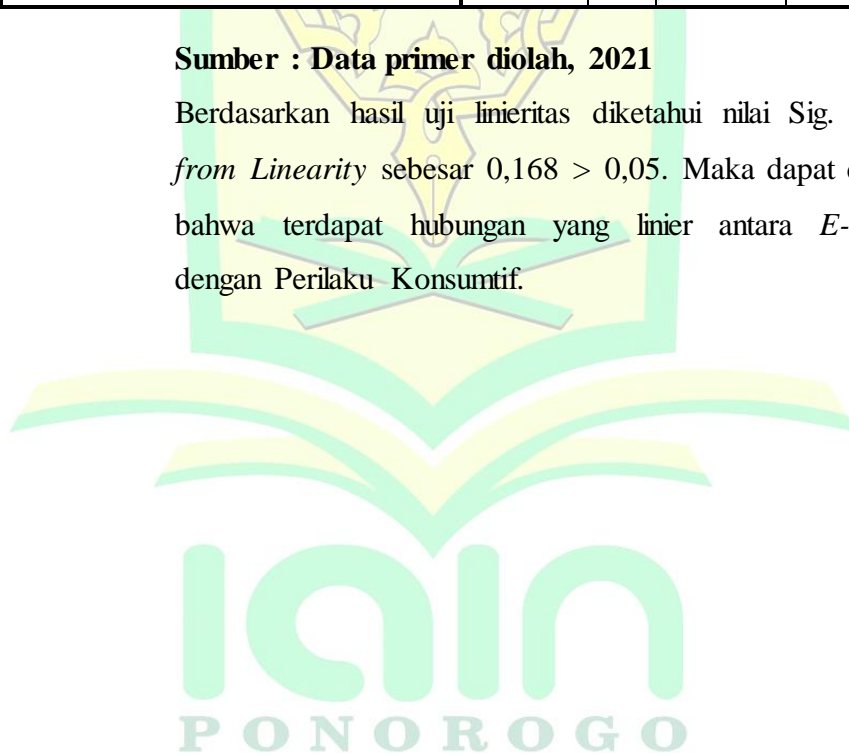 Sumber : Data primer diolah, 2021
Berdasarkan hasil uji linieritas diketahui nilai Sig.
from Linearity sebesar 0,168 > 0,05. Maka dapat
bahwa terdapat hubungan yang linier antara E-
dengan Perilaku Konsumtif.
iain
PONOROGO